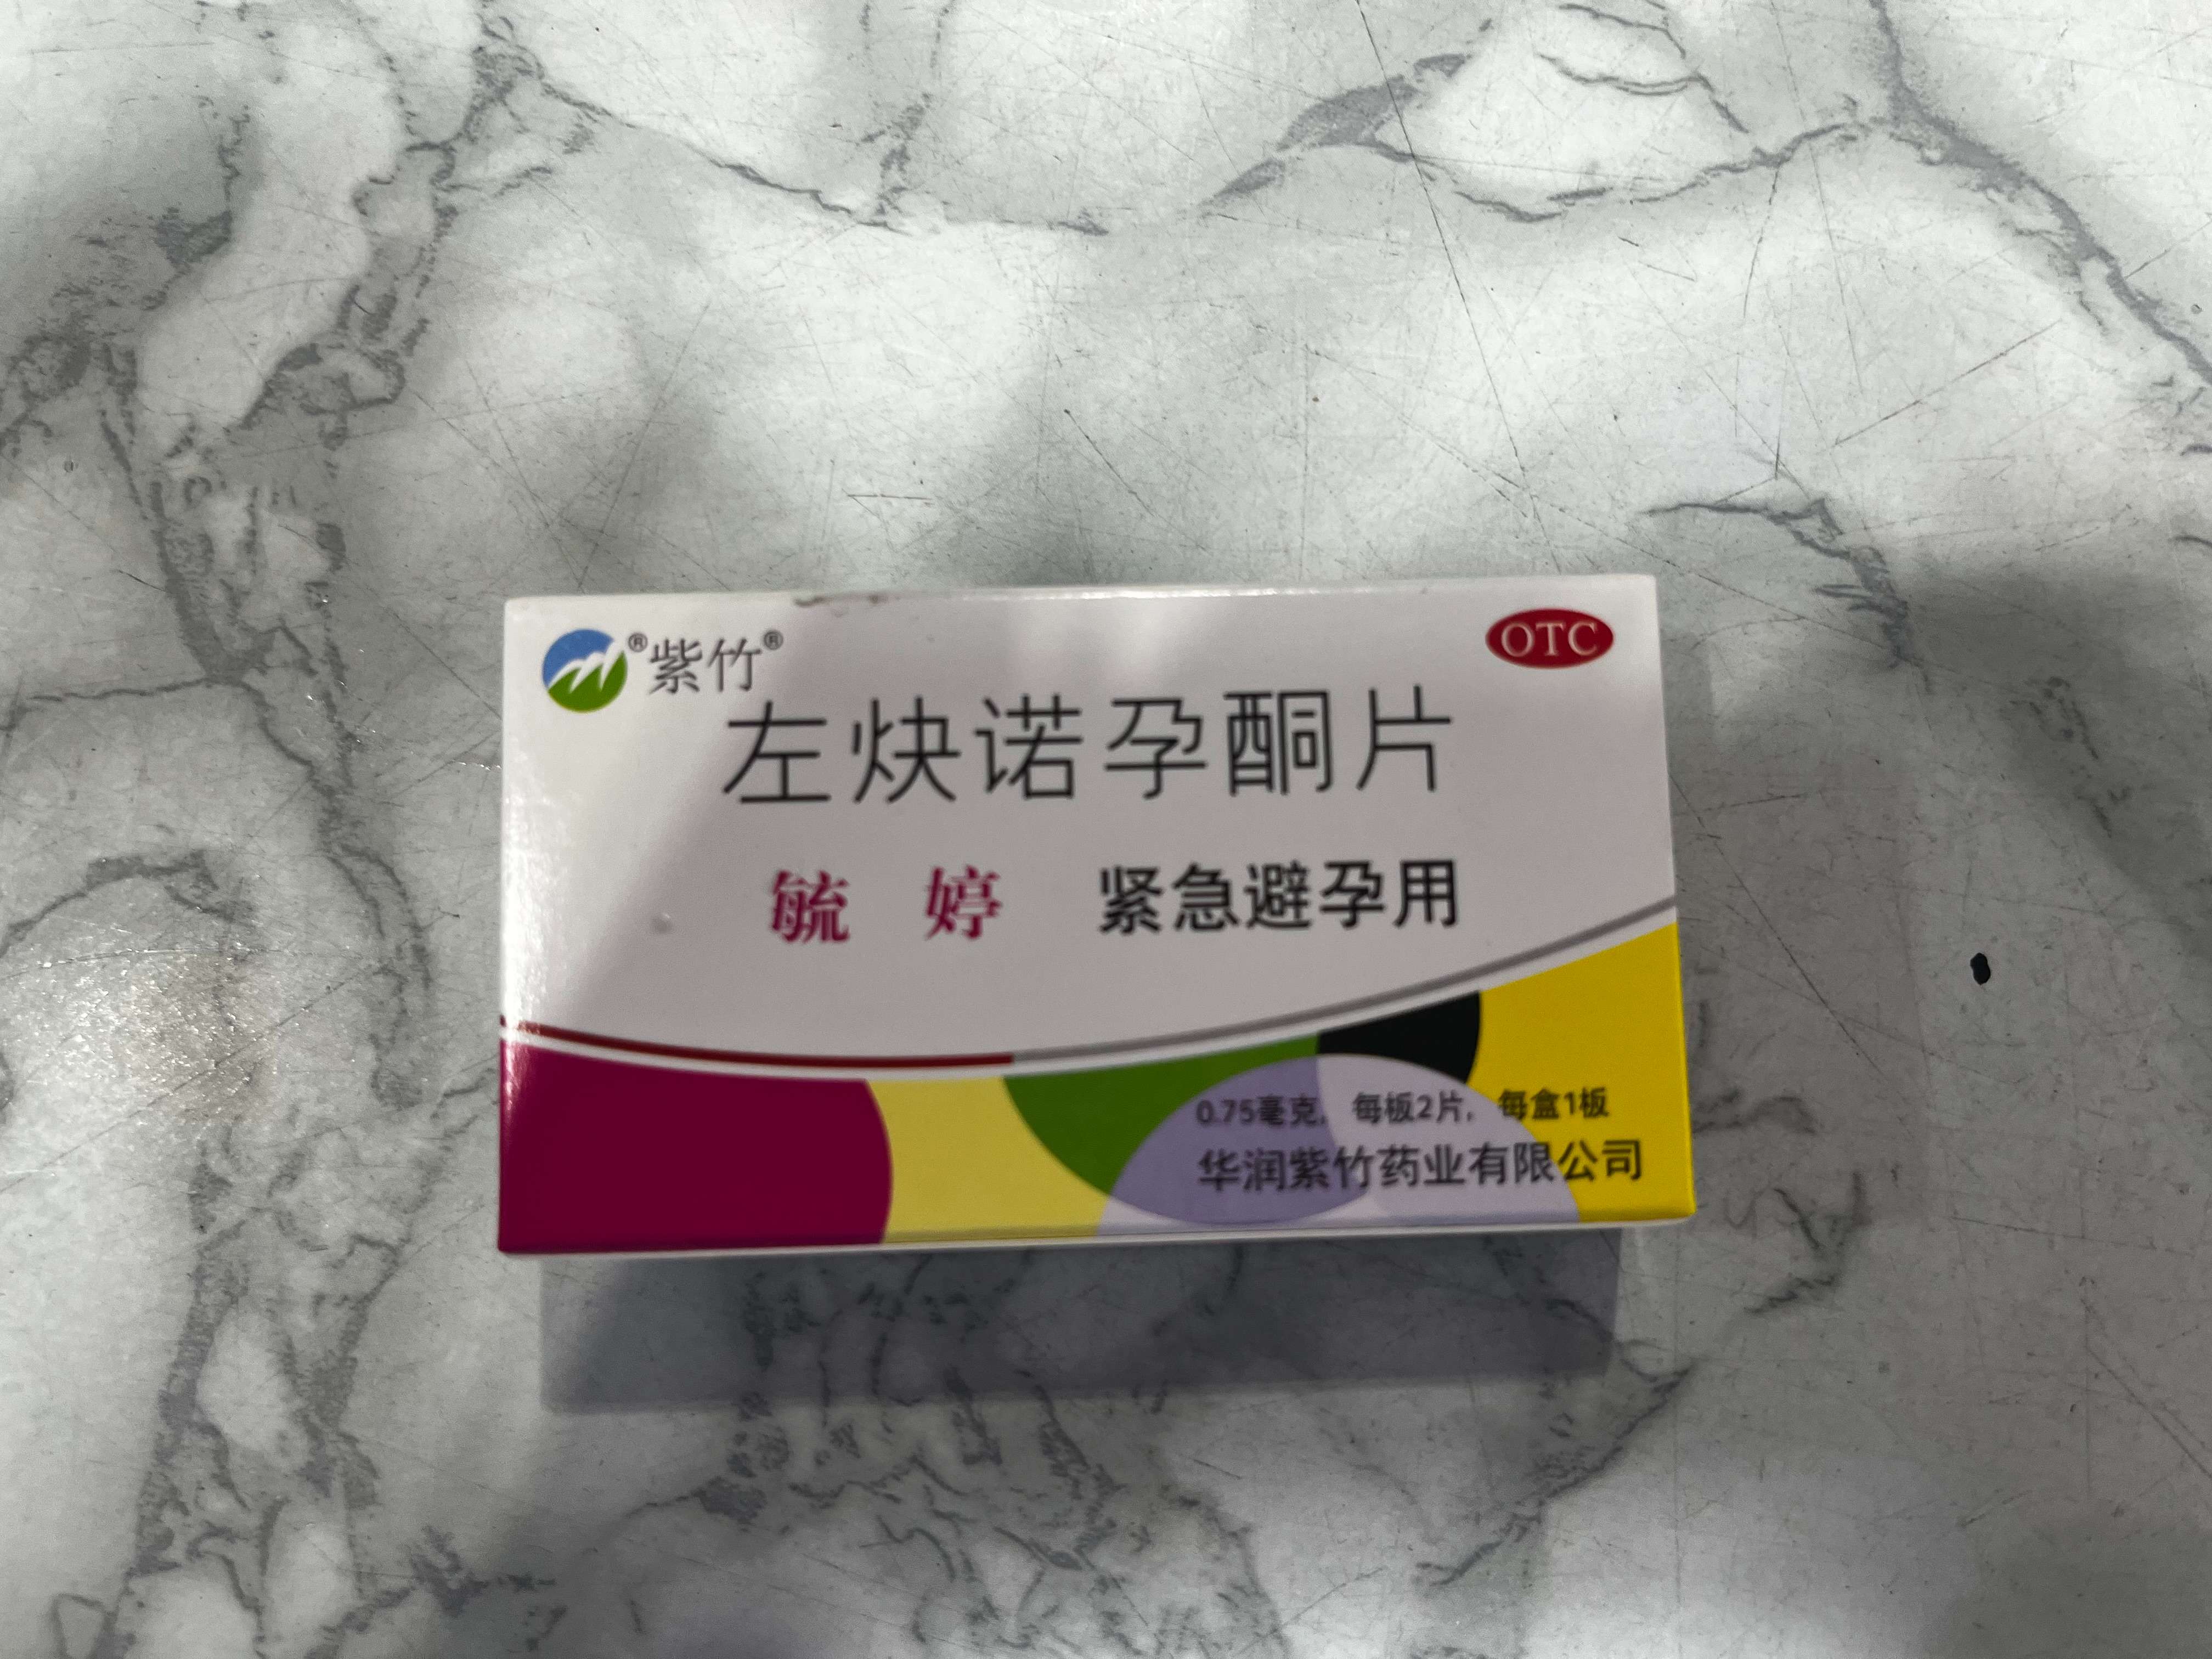 ®紫竹®
OTC
左炔诺孕酮片
毓 婷 紧急避孕用
0.75毫克, 每板2片, 每盒1板
华润紫竹药业有限公司